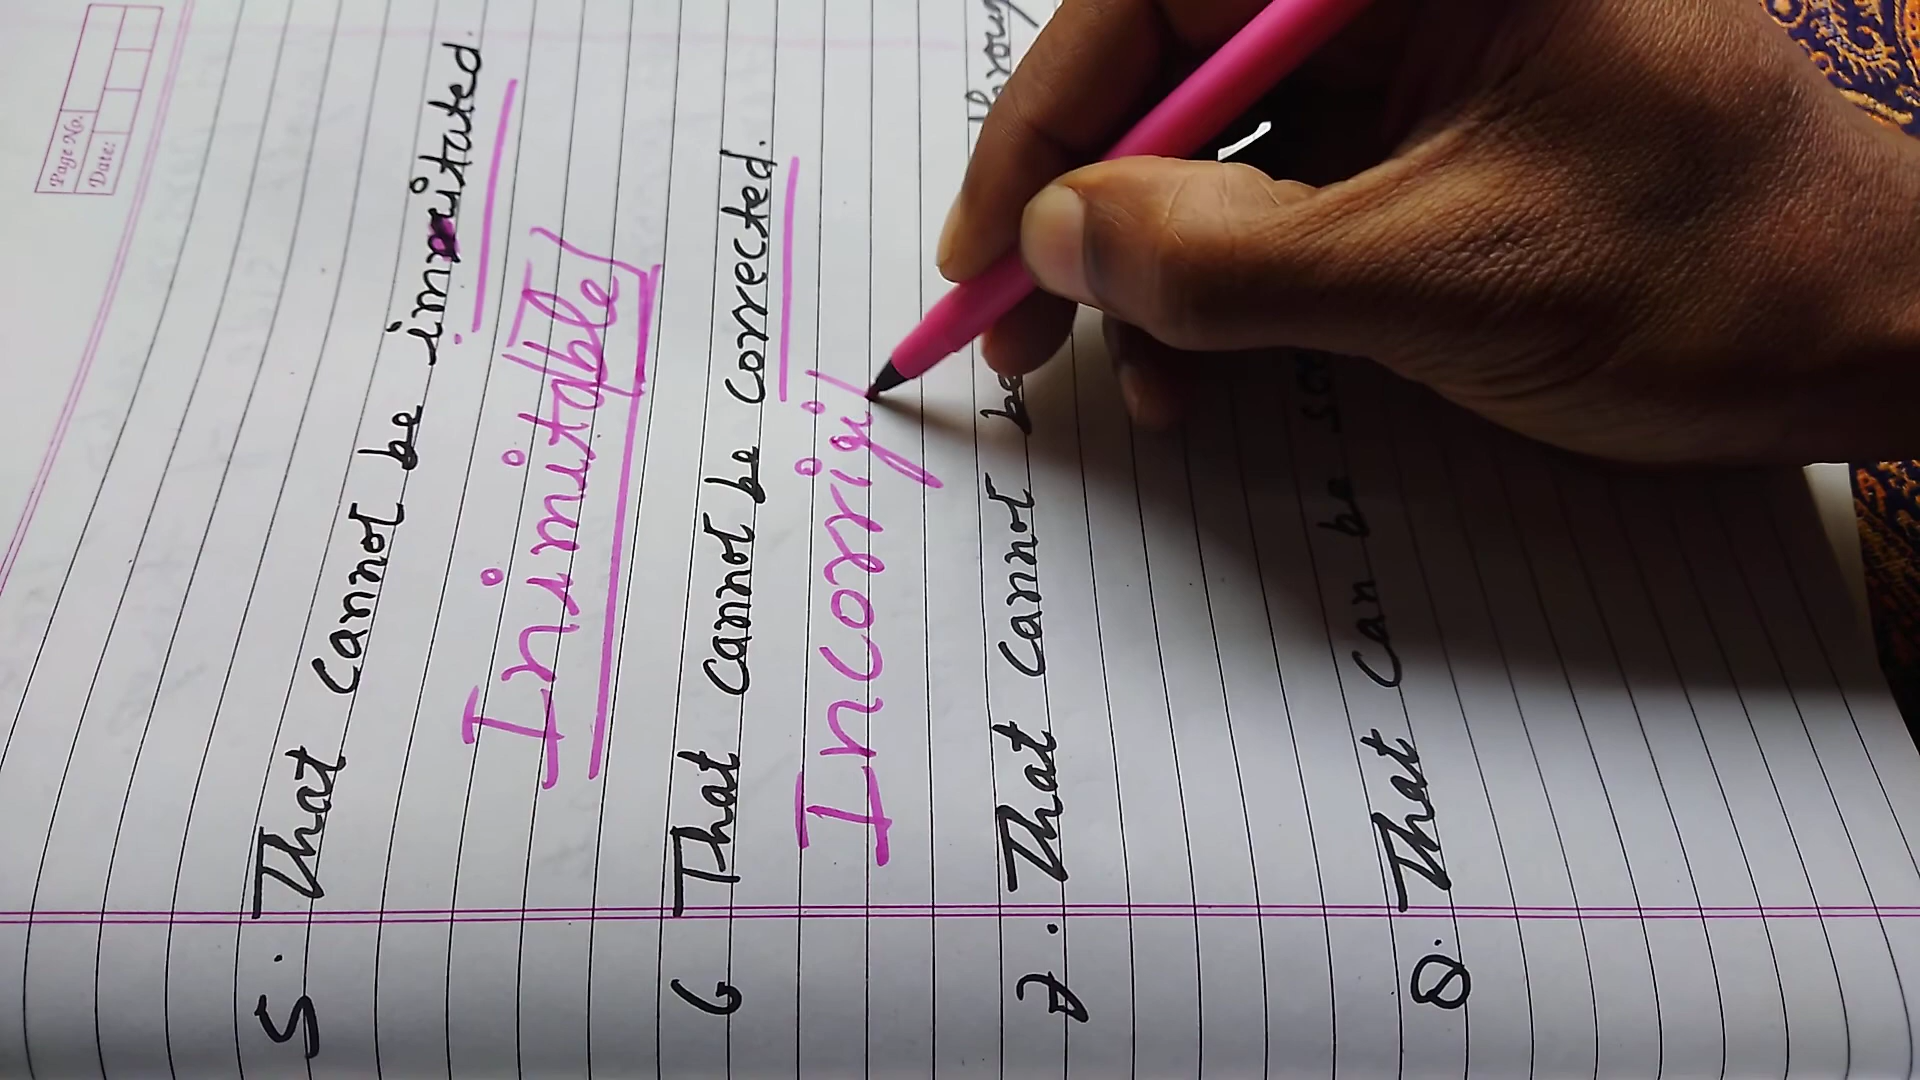 Page No.
Date:
5. That cannot be imitated.
Inimitable
6 That cannot be corrected.
Incorrigi
7. That cannot be
8. That can be